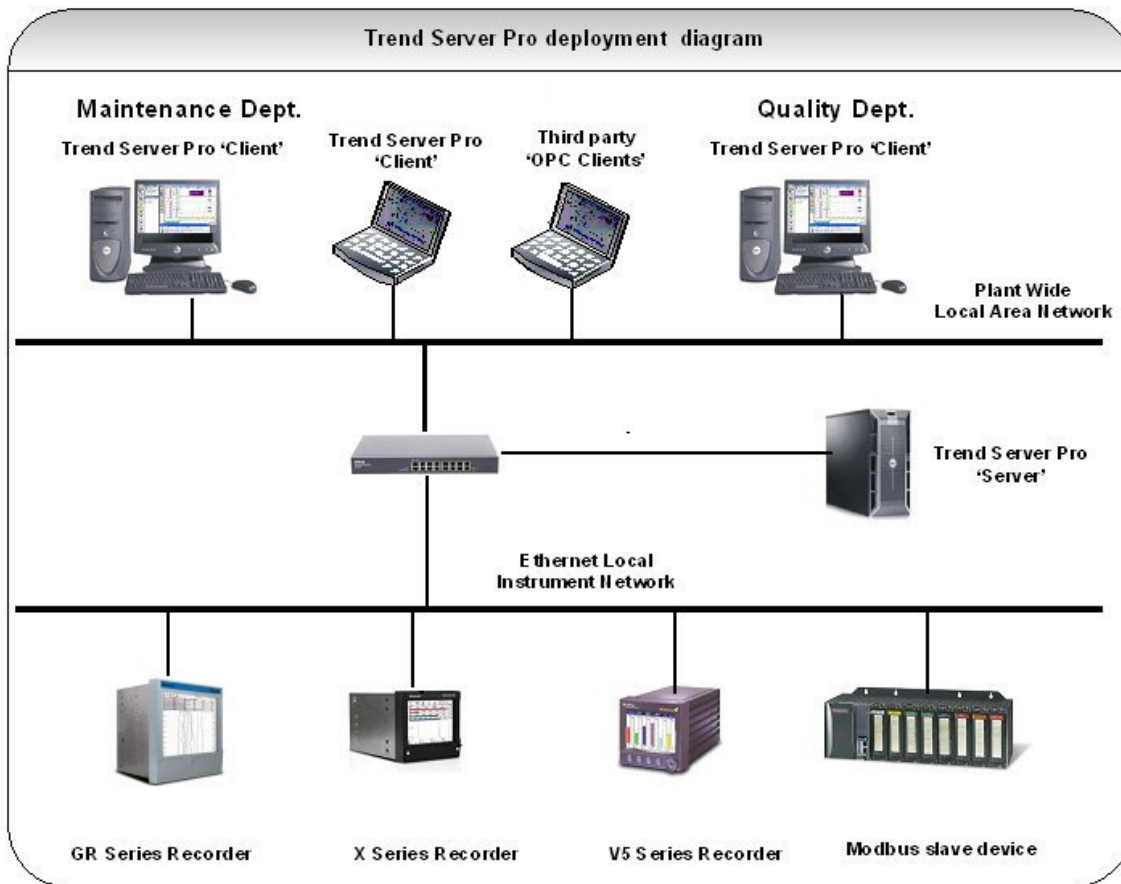 Trend Server Pro deployment diagram
Maintenance Dept.
Trend Server Pro ‘Client’
Trend Server Pro
‘Client’
Third party
‘OPC Clients’
Quality Dept.
Trend Server Pro ‘Client’
Plant Wide
Local Area Network
Trend Server Pro
‘Server’
Ethernet Local
Instrument Network
GR Series Recorder
X Series Recorder
V5 Series Recorder
Modbus slave device